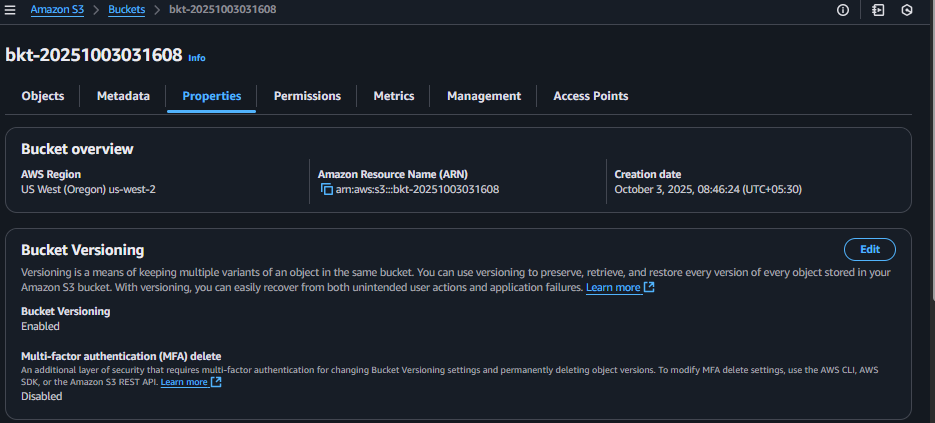 Amazon S3 > Buckets > bkt-20251003031608
bkt-20251003031608 Info
Objects Metadata Properties Permissions Metrics Management Access Points
Bucket overview
AWS Region
US West (Oregon) us-west-2
Amazon Resource Name (ARN)
arn:aws:s3:::bkt-20251003031608
Creation date
October 3, 2025, 08:46:24 (UTC+05:30)
Bucket Versioning
Edit
Versioning is a means of keeping multiple variants of an object in the same bucket. You can use versioning to preserve, retrieve, and restore every version of every object stored in your
Amazon S3 bucket. With versioning, you can easily recover from both unintended user actions and application failures. Learn more
Bucket Versioning
Enabled
Multi-factor authentication (MFA) delete
An additional layer of security that requires multi-factor authentication for changing Bucket Versioning settings and permanently deleting object versions. To modify MFA delete settings, use the AWS CLI, AWS
SDK, or the Amazon S3 REST API. Learn more
Disabled